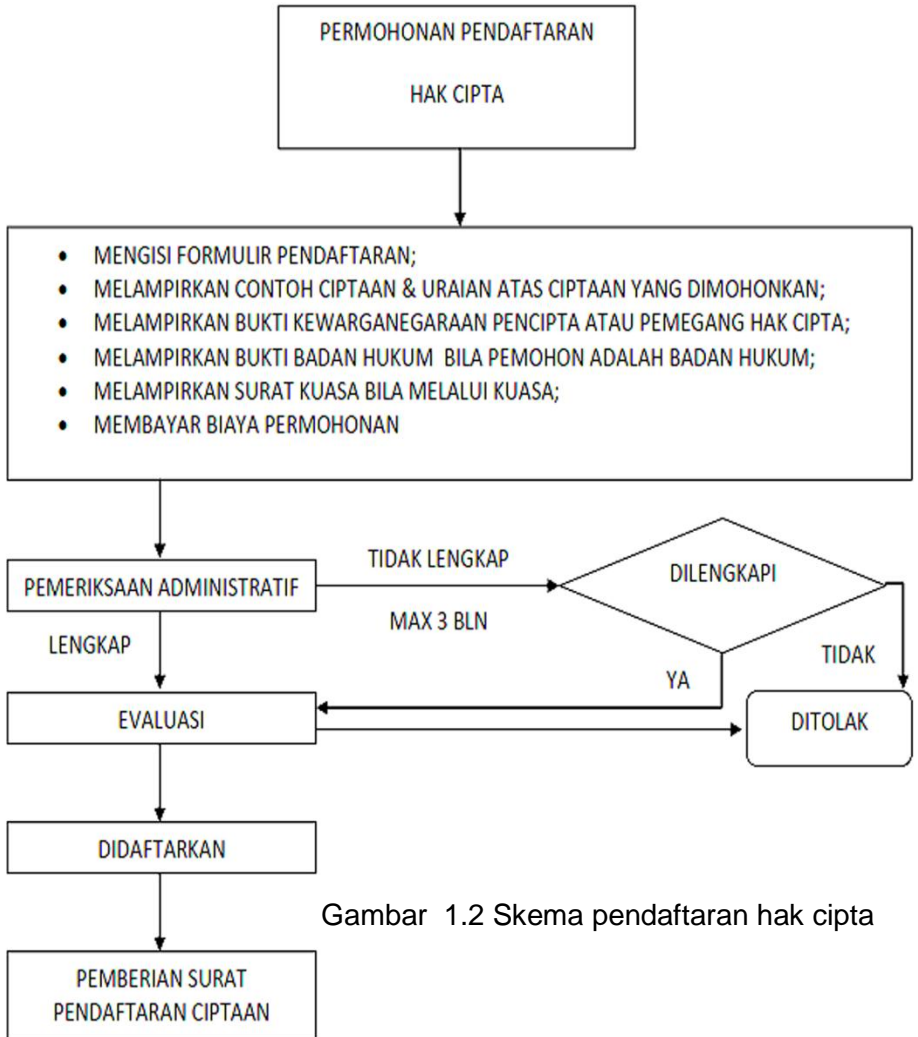 PERMOHONAN PENDAFTARAN
HAK CIPTA
• MENGISI FORMULIR PENDAFTARAN;
• MELAMPIRKAN CONTOH CIPTAAN & URAIAN ATAS CIPTAAN YANG DIMOHONKAN;
• MELAMPIRKAN BUKTI KEWARGANEGARAAN PENCIPTA ATAU PEMEGANG HAK CIPTA;
• MELAMPIRKAN BUKTI BADAN HUKUM BILA PEMOHON ADALAH BADAN HUKUM;
• MELAMPIRKAN SURAT KUASA BILA MELALUI KUASA;
• MEMBAYAR BIAYA PERMOHONAN
PEMERIKSAAN ADMINISTRATIF
TIDAK LENGKAP
MAX 3 BLN
DILENGKAPI
LENGKAP
YA
TIDAK
EVALUASI
DITOLAK
DIDAFTARKAN
Gambar 1.2 Skema pendaftaran hak cipta
PEMBERIAN SURAT
PENDAFTARAN CIPTAAN